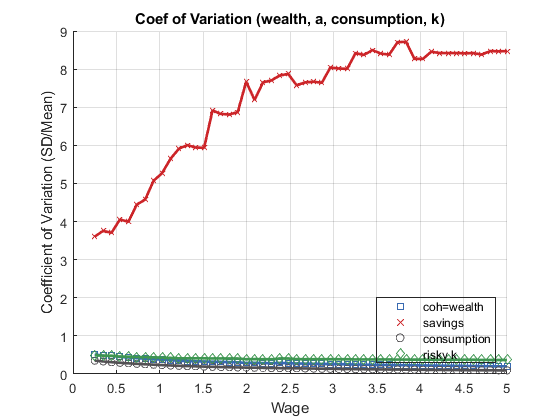 Coef of Variation (wealth, a, consumption, k)
Coefficient of Variation (SD/Mean)
9
8
7
6
5
4
3
2
1
0
coh=wealth
savings
consumption
risky k
0 0.5 1 1.5 2 2.5 3 3.5 4 4.5 5
Wage